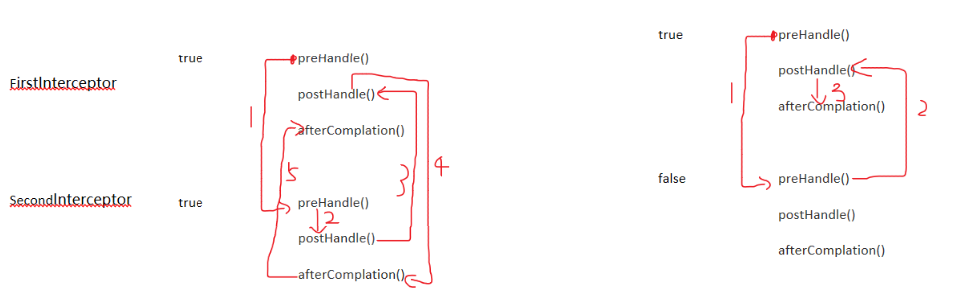 true
preHandle()
FirstInterceptor
postHandle()
afterComplation()
1
5
3
4
SecondInterceptor
true
preHandle()
2
postHandle()
afterComplation()
true
preHandle()
postHandle()
3
1
afterComplation()
2
false
preHandle()
postHandle()
afterComplation()